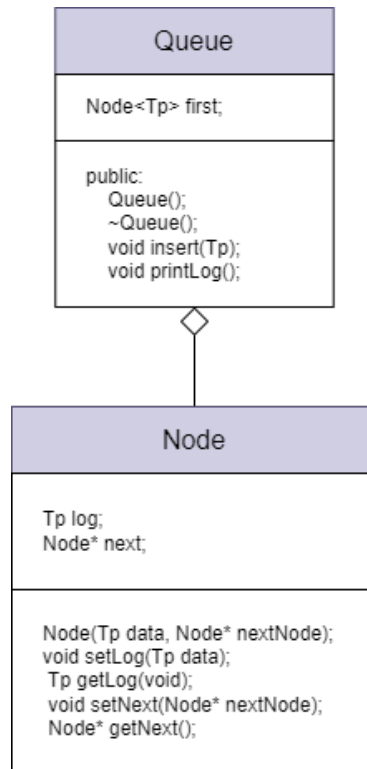 Queue
Node<Tp> first;
public:
Queue();
~Queue();
void insert(Tp);
void printLog();
Node
Tp log;
Node* next;
Node(Tp data, Node* nextNode);
void setLog(Tp data);
Tp getLog(void);
void setNext(Node* nextNode);
Node* getNext();